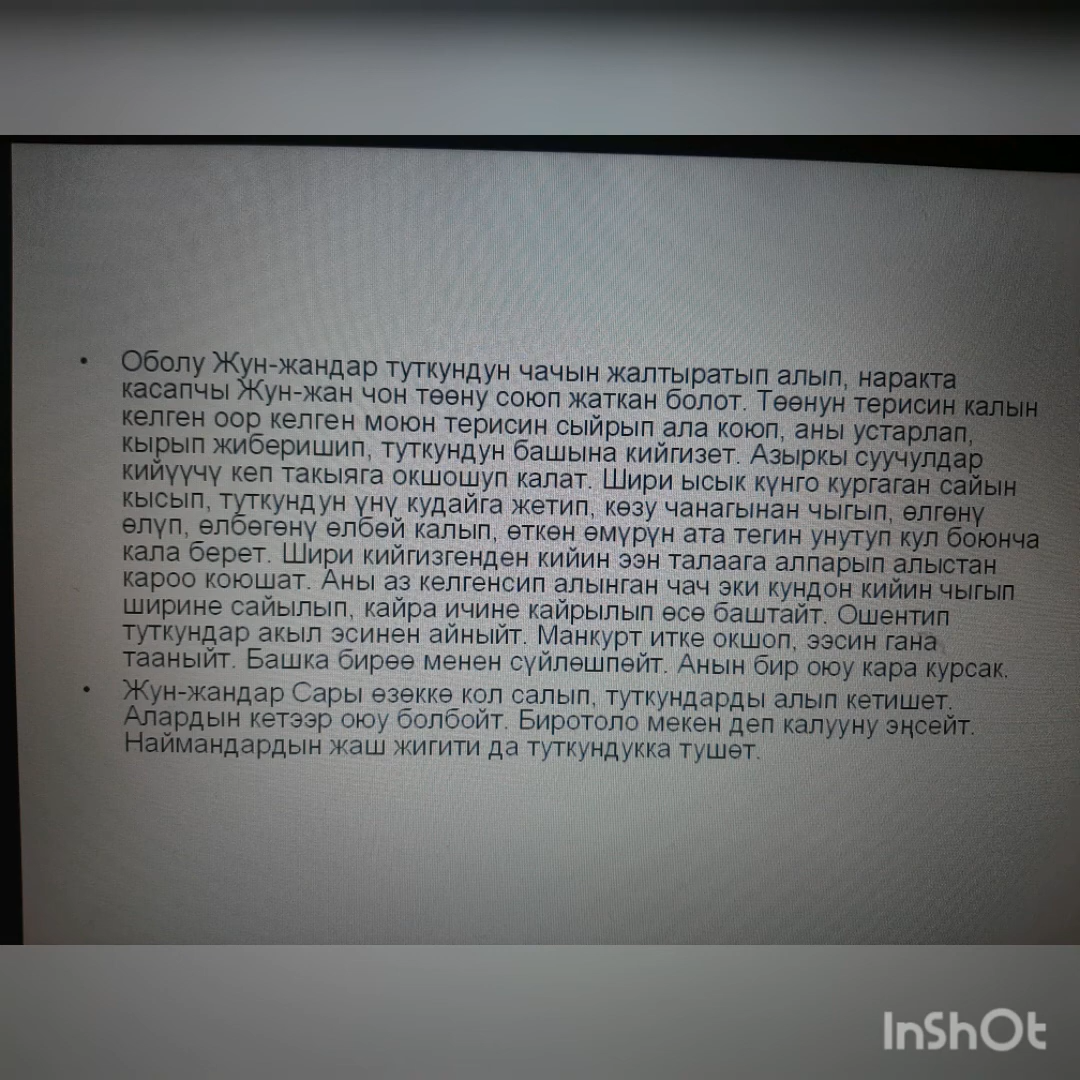 • Оболу Жун-жандар туткундун чачын жалтыратып алып, наракта
касапчы Жун-жан чон төөну союп жаткан болот. Төөнун терисин калын
келген оор келген моюн терисин сыйрып ала коюп, аны устарлап,
кырып жиберишип, туткундун башына кийгизет. Азыркы суучулдар
кийүүчү кеп такыяга окшошуп калат. Шири ысык күнго кургаган сайын
кысып, туткундун үнү кудайга жетип, көзу чанагынан чыгып, өлгөнү
өлүп, өлбөгөнү өлбөй калып, өткөн өмүрүн ата тегин унутуп кул боюнча
кала берет. Шири кийгизгенден кийин ээн талаага алпарып алыстан
кароо коюшат. Аны аз келгенсип алынган чач эки кундон кийин чыгып
ширине сайылып, кайра ичине кайрылып өсө баштайт. Ошентип
туткундар акыл эсинен айныйт. Манкурт итке окшоп, ээсин гана
тааныйт. Башка бирөө менен сүйлөшпөйт. Анын бир оюу кара курсак.
• Жун-жандар Сары өзөккө кол салып, туткундарды алып кетишет.
Алардын кетээр оюу болбойт. Биротоло мекен деп калууну эңсейт.
Наймандардын жаш жигити да туткундукка тушөт.
InShOt